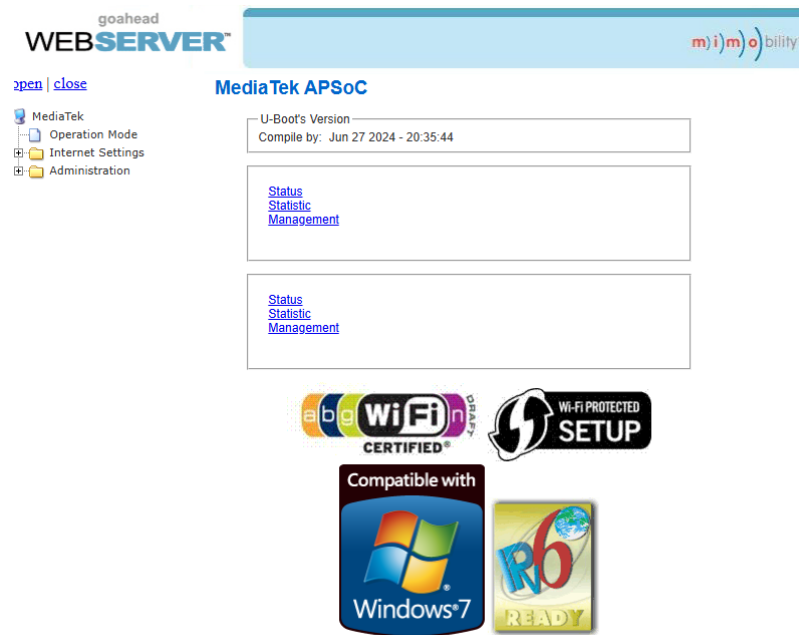 goahead
WEBSERVER™
m)i)m)o)bility
open | close
MediaTek APSoC
MediaTek
Operation Mode
Internet Settings
Administration
U-Boot's Version
Compile by: Jun 27 2024 - 20:35:44
Status
Statistic
Management
Status
Statistic
Management
abg WiFi n DRAFT
CERTIFIED®
Wi-Fi PROTECTED
SETUP
Compatible with
Windows®7
IPv6
READY